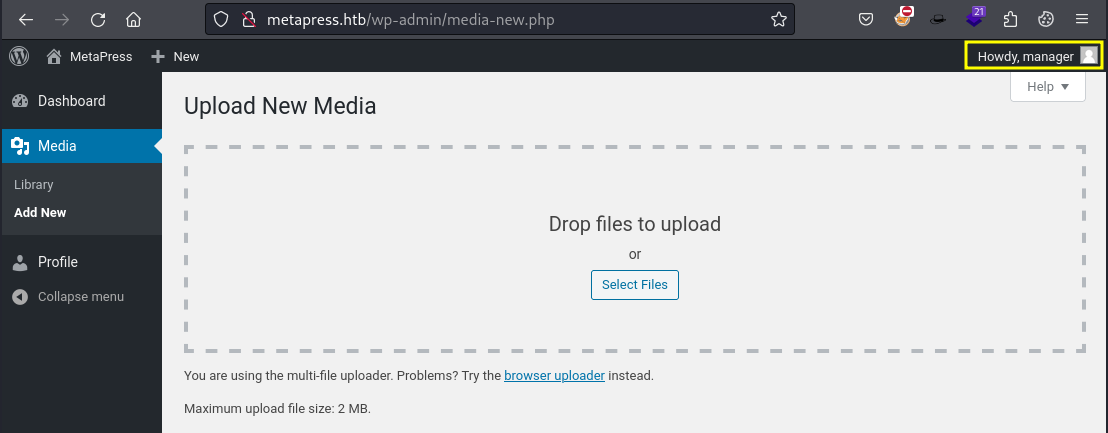 metapress.htb/wp-admin/media-new.php
21
MetaPress
New
Howdy, manager
Help
Dashboard
Upload New Media
Media
Library
Add New
Drop files to upload
or
Select Files
Profile
Collapse menu
You are using the multi-file uploader. Problems? Try the browser uploader instead.
Maximum upload file size: 2 MB.